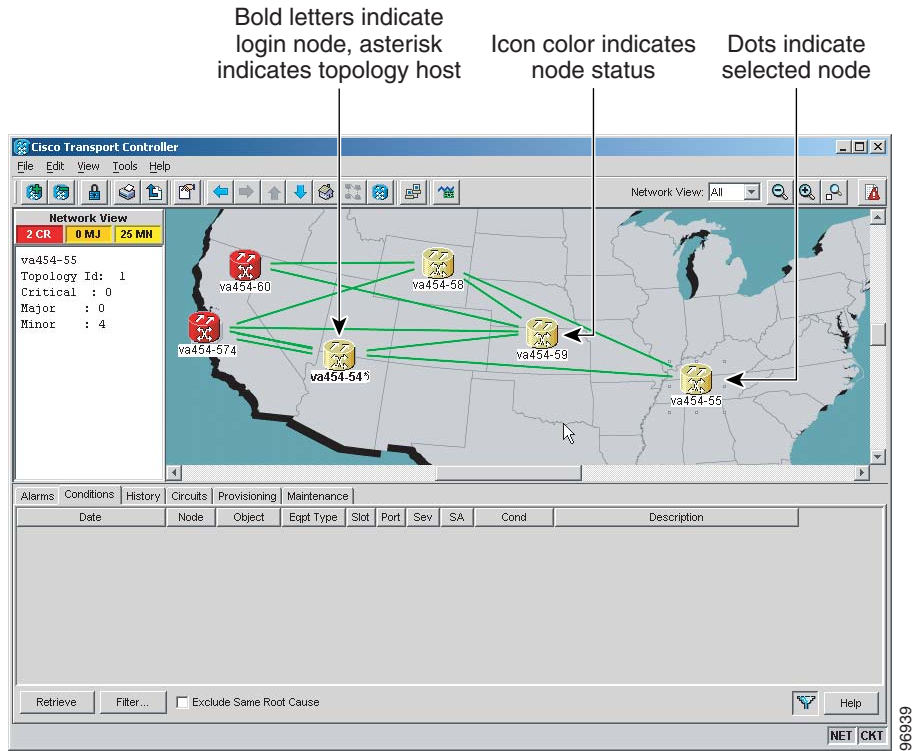 Bold letters indicate
login node, asterisk
indicates topology host
Icon color indicates
node status
Dots indicate
selected node
Cisco Transport Controller
File Edit View Tools Help
Network View: All
Network View
2 CR 0 MJ 25 MN
va454-55
Topology Id: 1
Critical : 0
Major : 0
Minor : 4
va454-60
va454-58
va454-574
va454-54*
va454-59
va454-55
Alarms Conditions History Circuits Provisioning Maintenance
Date Node Object Eqpt Type Slot Port Sev SA Cond Description
Retrieve Filter... Exclude Same Root Cause Help
NET CKT
96939